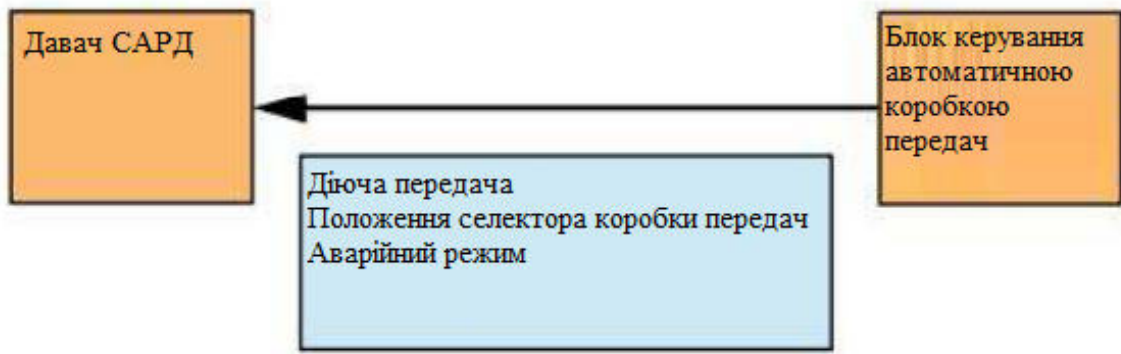 Давач САРД
Блок керування
автоматичною
коробкою
передач
Діюча передача
Положення селектора коробки передач
Аварійний режим